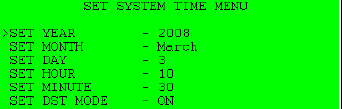 SET SYSTEM TIME MENU
>SET YEAR - 2008
SET MONTH - March
SET DAY - 3
SET HOUR - 10
SET MINUTE - 30
SET DST MODE - ON